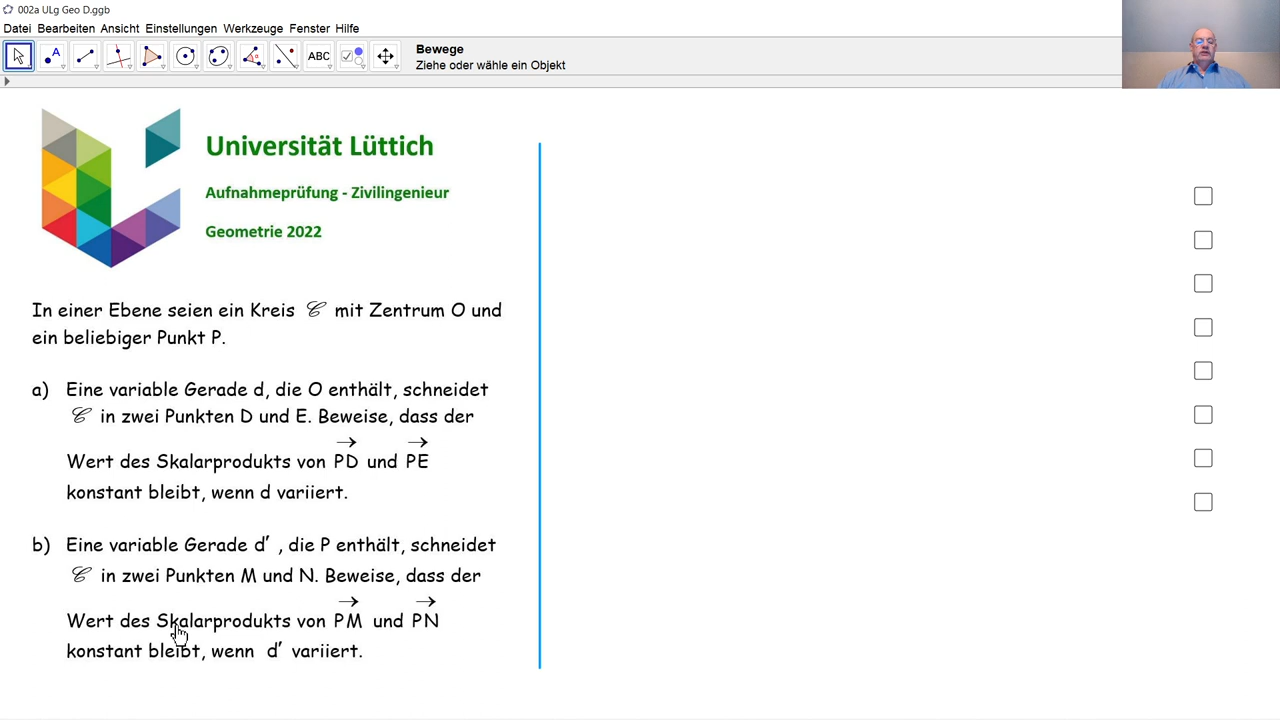 002a ULg Geo D.ggb
Datei Bearbeiten Ansicht Einstellungen Werkzeuge Fenster Hilfe
A
ABC
Bewege
Ziehe oder wähle ein Objekt
Universität Lüttich
Aufnahmeprüfung - Zivilingenieur
Geometrie 2022
In einer Ebene seien ein Kreis 𝒞 mit Zentrum O und
ein beliebiger Punkt P.
a) Eine variable Gerade d, die O enthält, schneidet
𝒞 in zwei Punkten D und E. Beweise, dass der
Wert des Skalarprodukts von \overrightarrow{PD} und \overrightarrow{PE}
konstant bleibt, wenn d variiert.
b) Eine variable Gerade d′ , die P enthält, schneidet
𝒞 in zwei Punkten M und N. Beweise, dass der
Wert des Skalarprodukts von \overrightarrow{PM} und \overrightarrow{PN}
konstant bleibt, wenn d′ variiert.